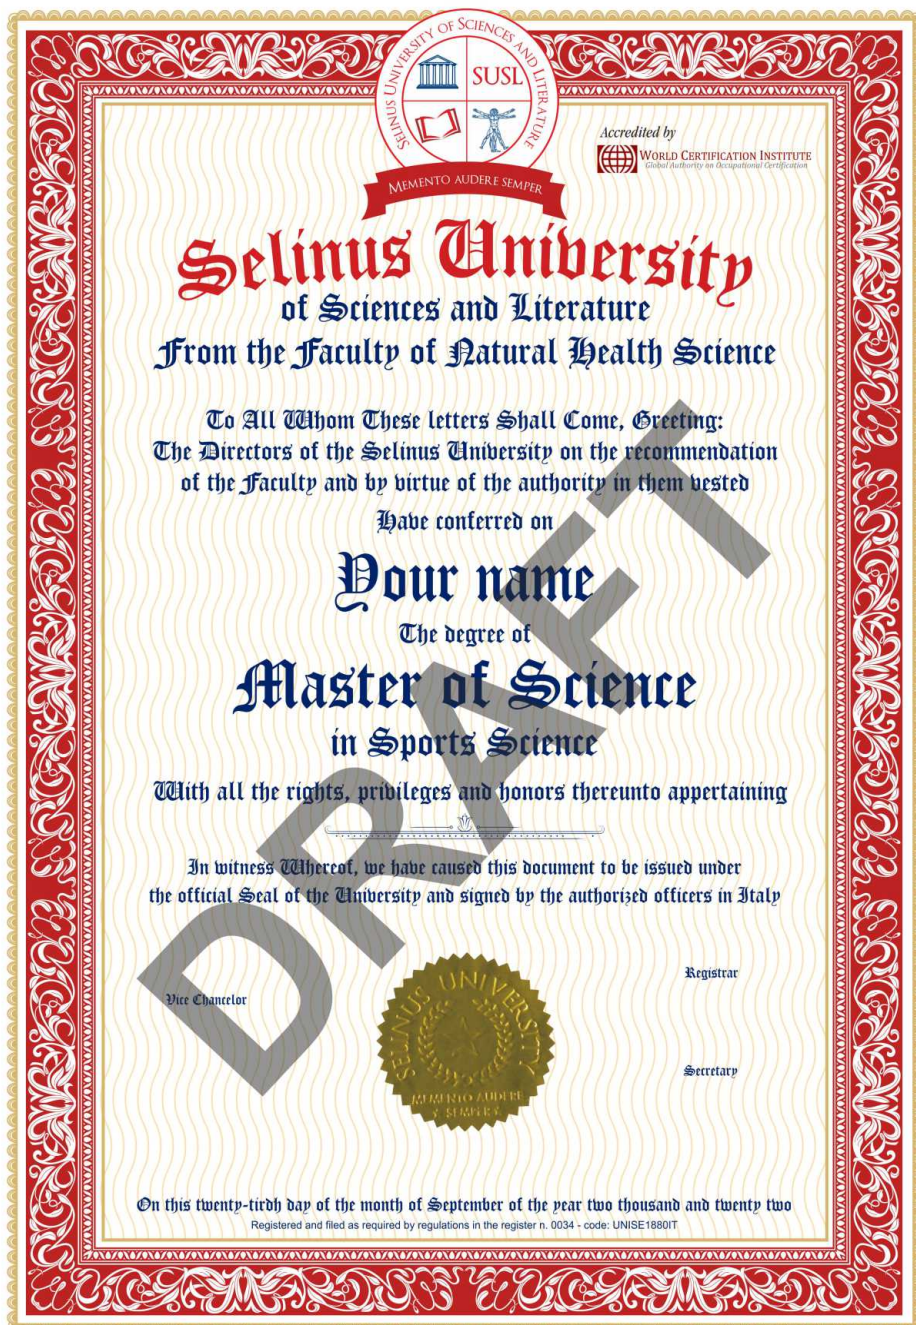 SELINUS UNIVERSITY OF SCIENCES AND LITERATURE
SUSL
MEMENTO AUDERE SEMPER
Accredited by
WORLD CERTIFICATION INSTITUTE
Global Authority on Occupational Certification
Selinus University
of Sciences and Literature
From the Faculty of Natural Health Science
To All Whom These letters Shall Come, Greeting:
The Directors of the Selinus University on the recommendation
of the Faculty and by virtue of the authority in them vested
Have conferred on
Your name
The degree of
Master of Science
in Sports Science
With all the rights, privileges and honors thereunto appertaining
In witness Whereof, we have caused this document to be issued under
the official Seal of the University and signed by the authorized officers in Italy
DRAFT
Registrar
Vice Chancelor
SELINUS UNIVERSITY
MEMENTO AUDERE
SEMPER
Secretary
On this twenty-tirdh day of the month of September of the year two thousand and twenty two
Registered and filed as required by regulations in the register n. 0034 - code: UNISE1880IT